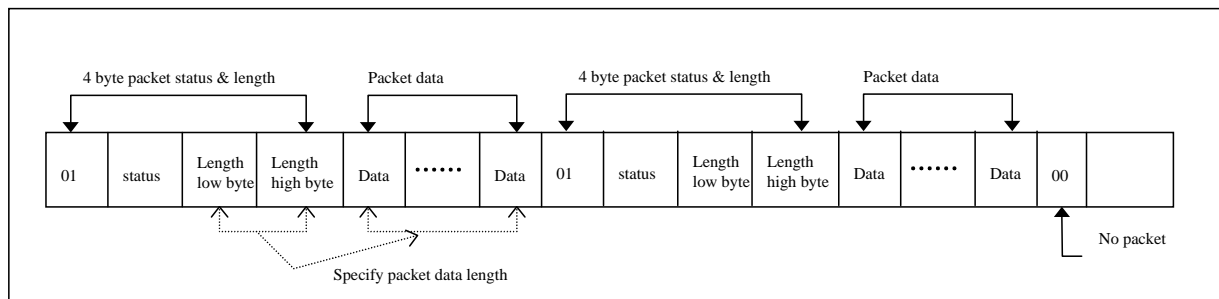 4 byte packet status & length
Packet data
4 byte packet status & length
Packet data
01
status
Length
low byte
Length
high byte
Data
••••••
Data
01
status
Length
low byte
Length
high byte
Data
••••••
Data
00
No packet
Specify packet data length